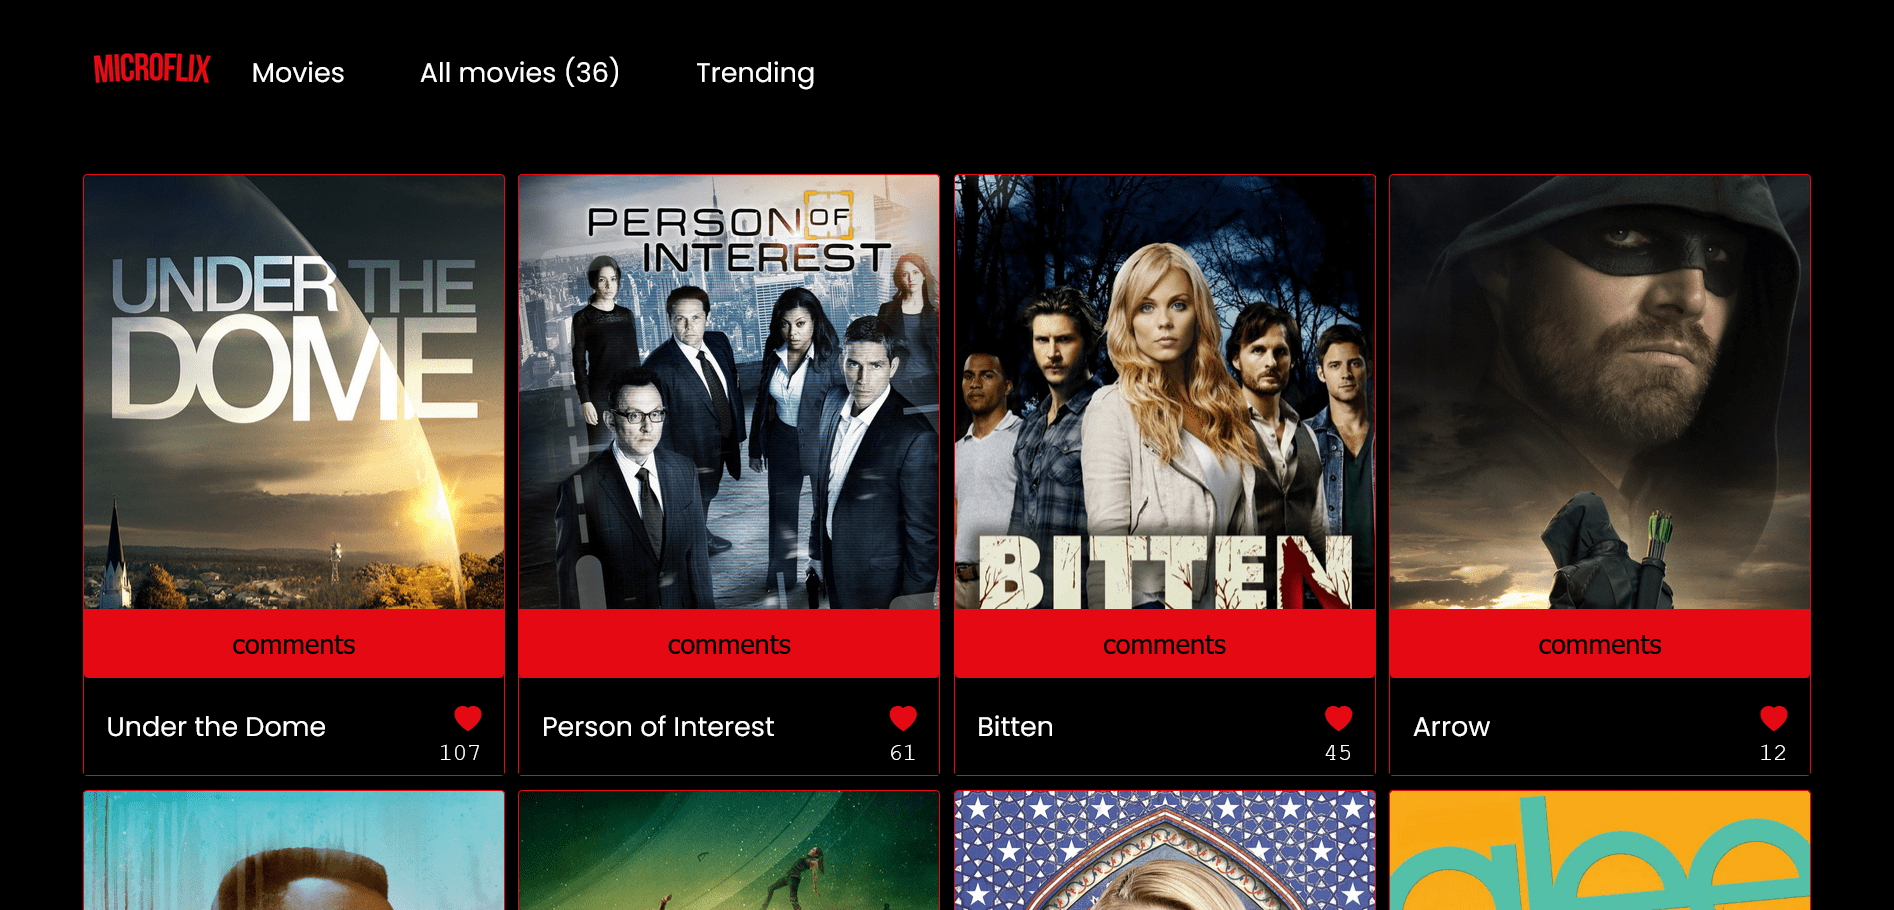 MICROFLIX
Movies
All movies (36)
Trending
UNDER THE
DOME
PERSON OF
INTEREST
BITTEN
comments
comments
comments
comments
Under the Dome
107
Person of Interest
61
Bitten
45
Arrow
12
glee